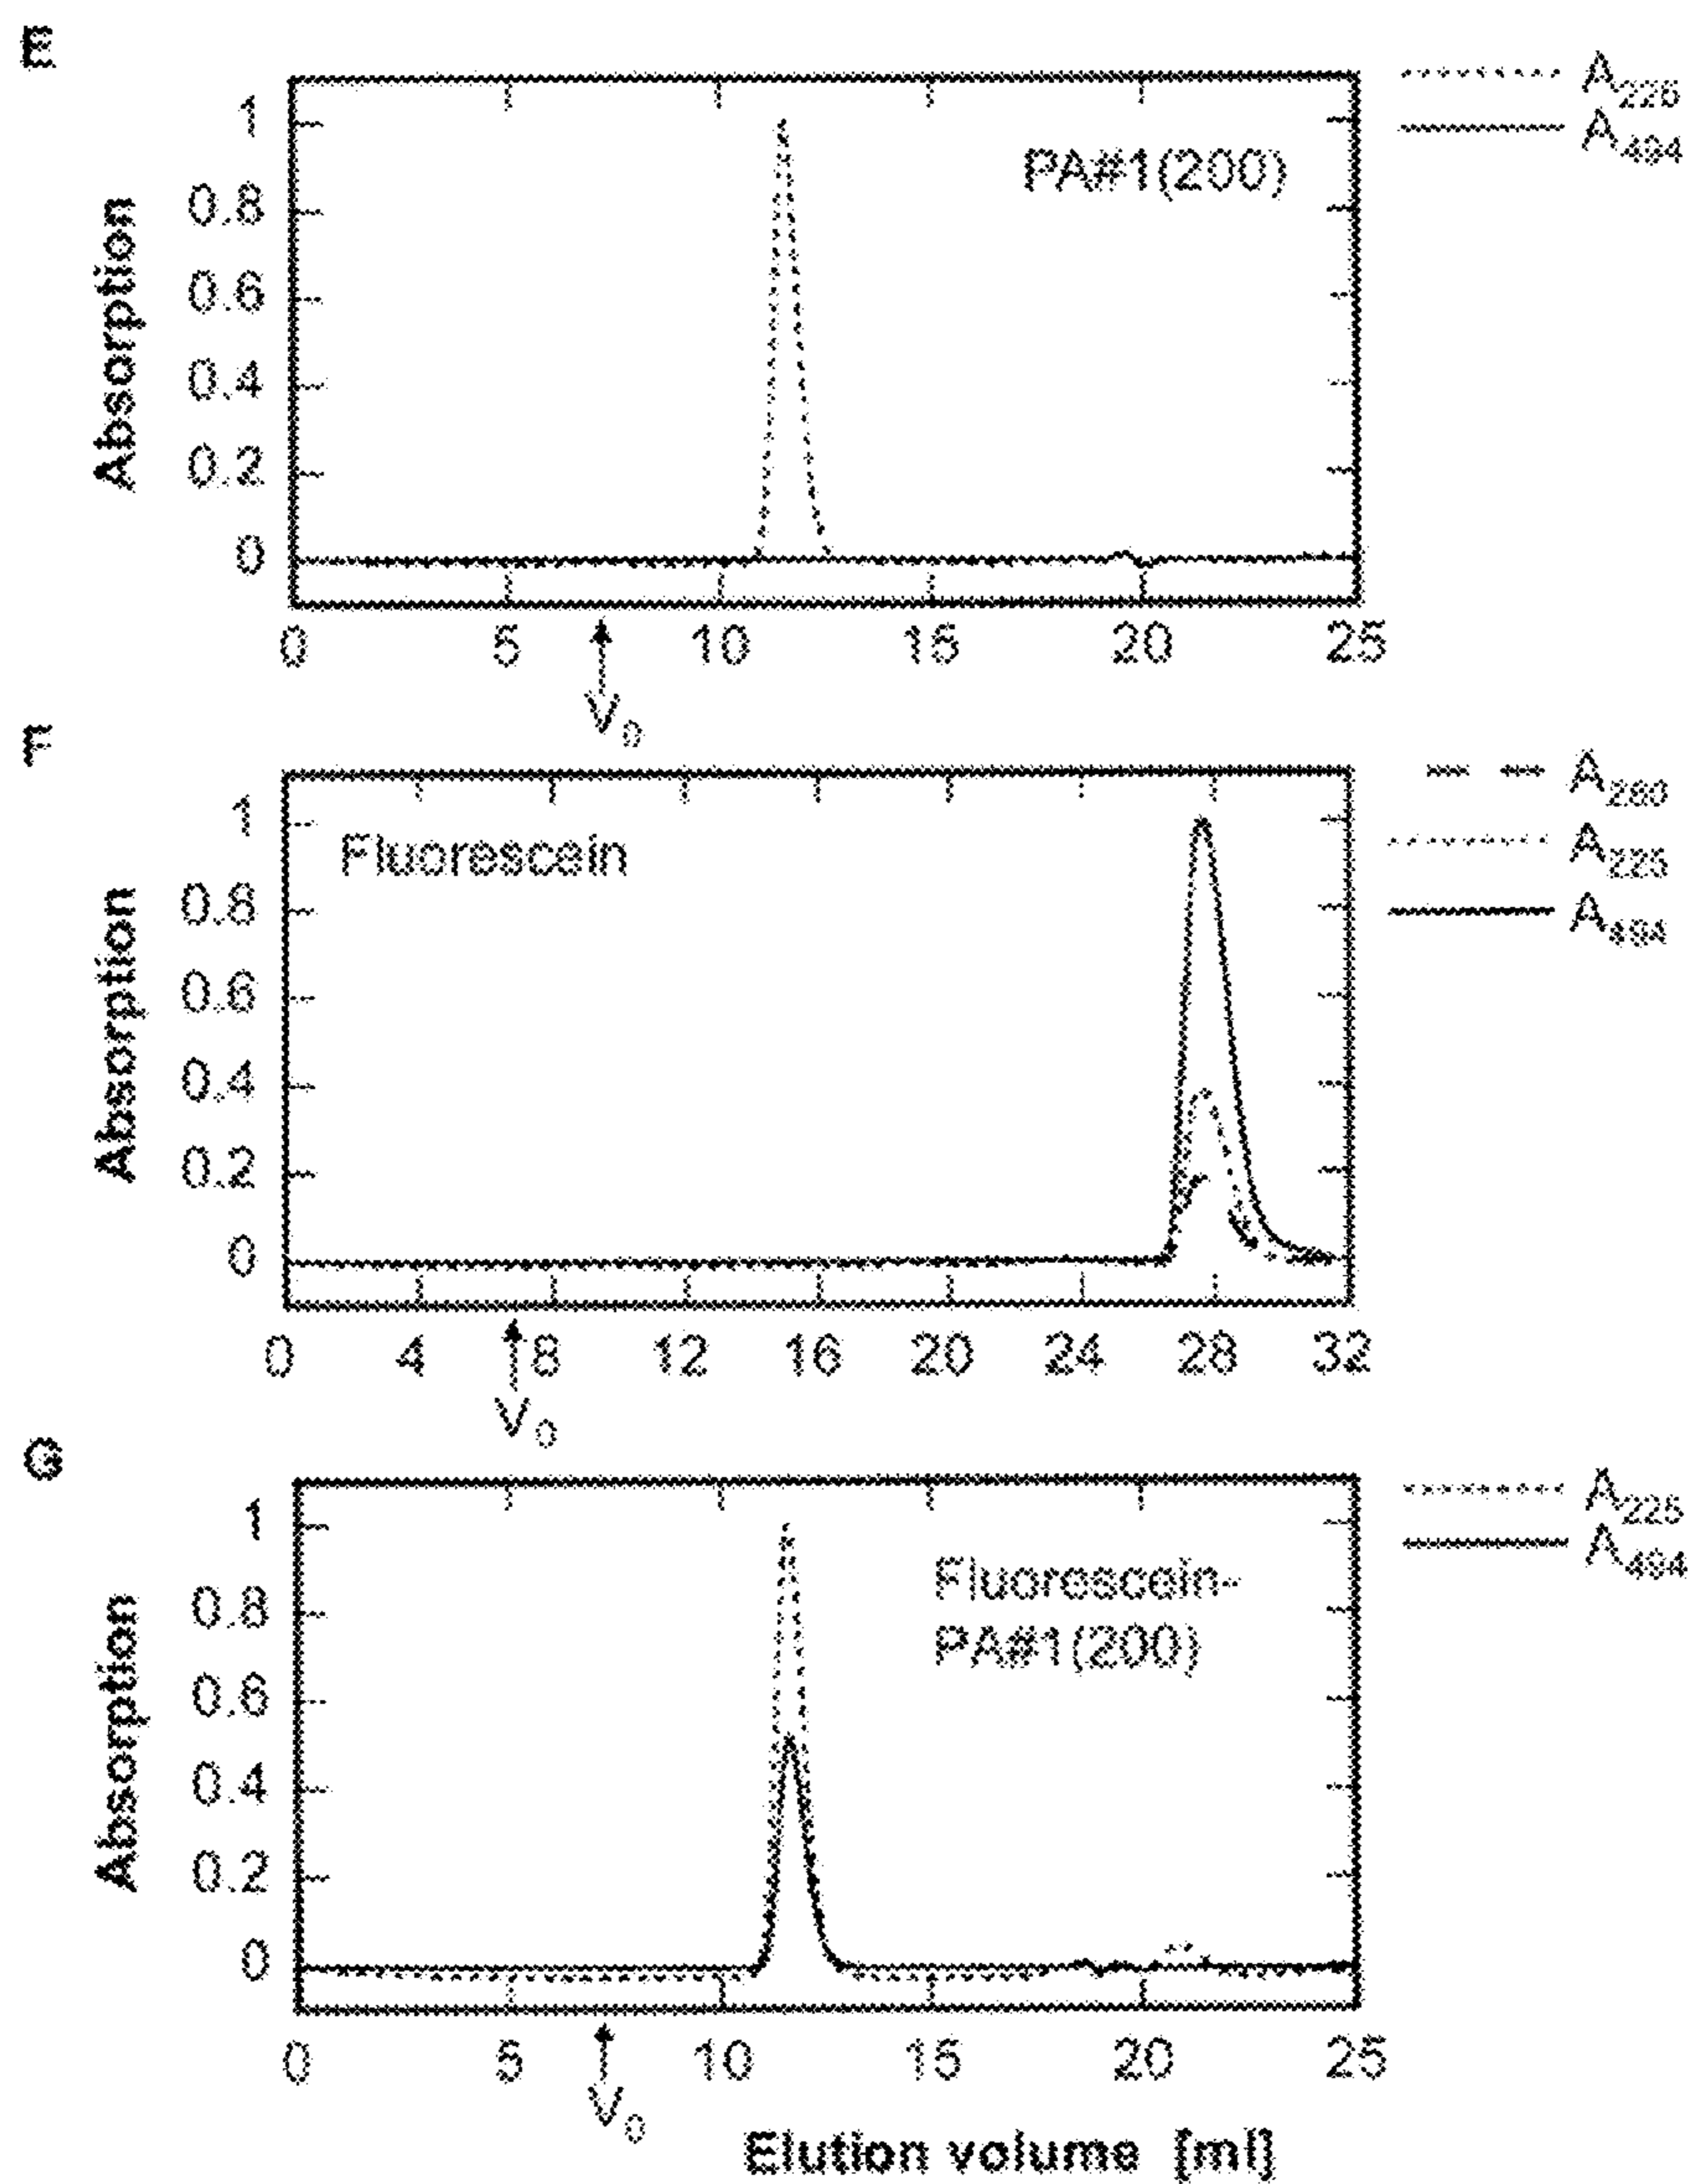 E
A225
A494
PA#1(200)
Absorption
1
0.8
0.6
0.4
0.2
0
0 5 10 15 20 25
V0
F
A280
A225
A494
Fluorescein
Absorption
1
0.8
0.6
0.4
0.2
0
0 4 8 12 16 20 24 28 32
V0
G
A225
A494
Fluorescein-
PA#1(200)
Absorption
1
0.8
0.6
0.4
0.2
0
0 5 10 15 20 25
V0
Elution volume [ml]